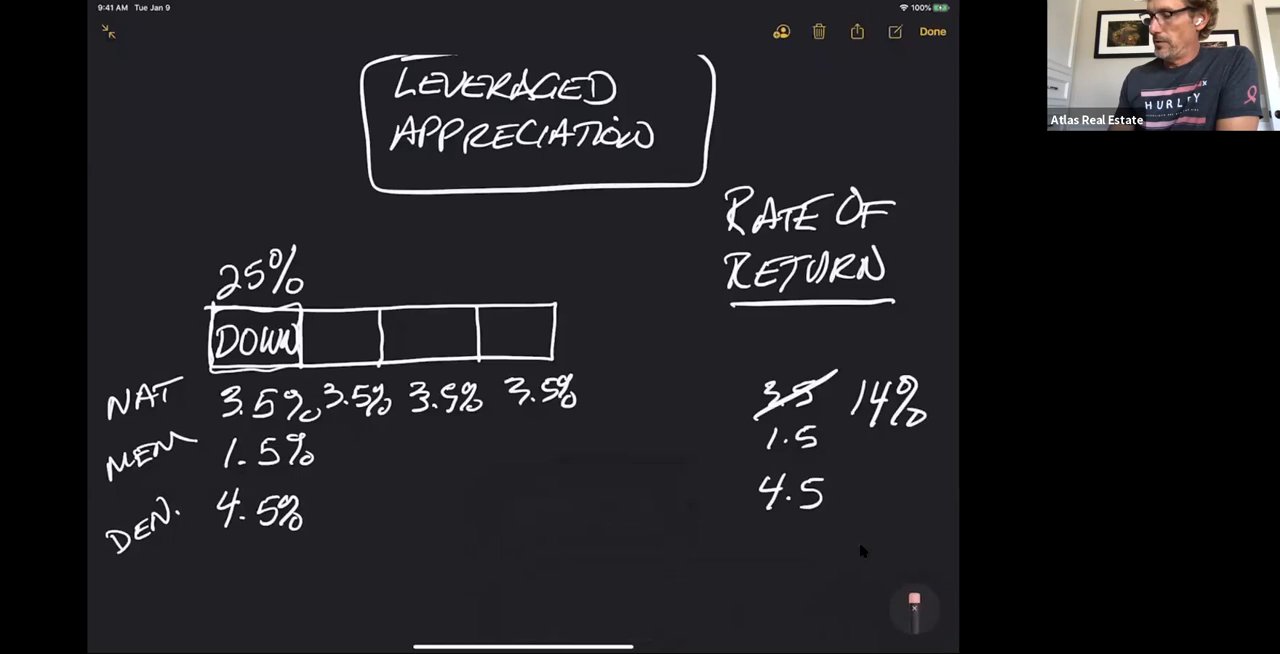 9:41 AM Tue Jan 9
100%
Done
LEVERAGED
APPRECIATION
HURLEY
Atlas Real Estate
RATE OF
RETURN
25%
DOWN
NAT 3.5% 3.5% 3.5% 3.5% 3.5 14%
MEM 1.5% 1.5
DEN. 4.5% 4.5